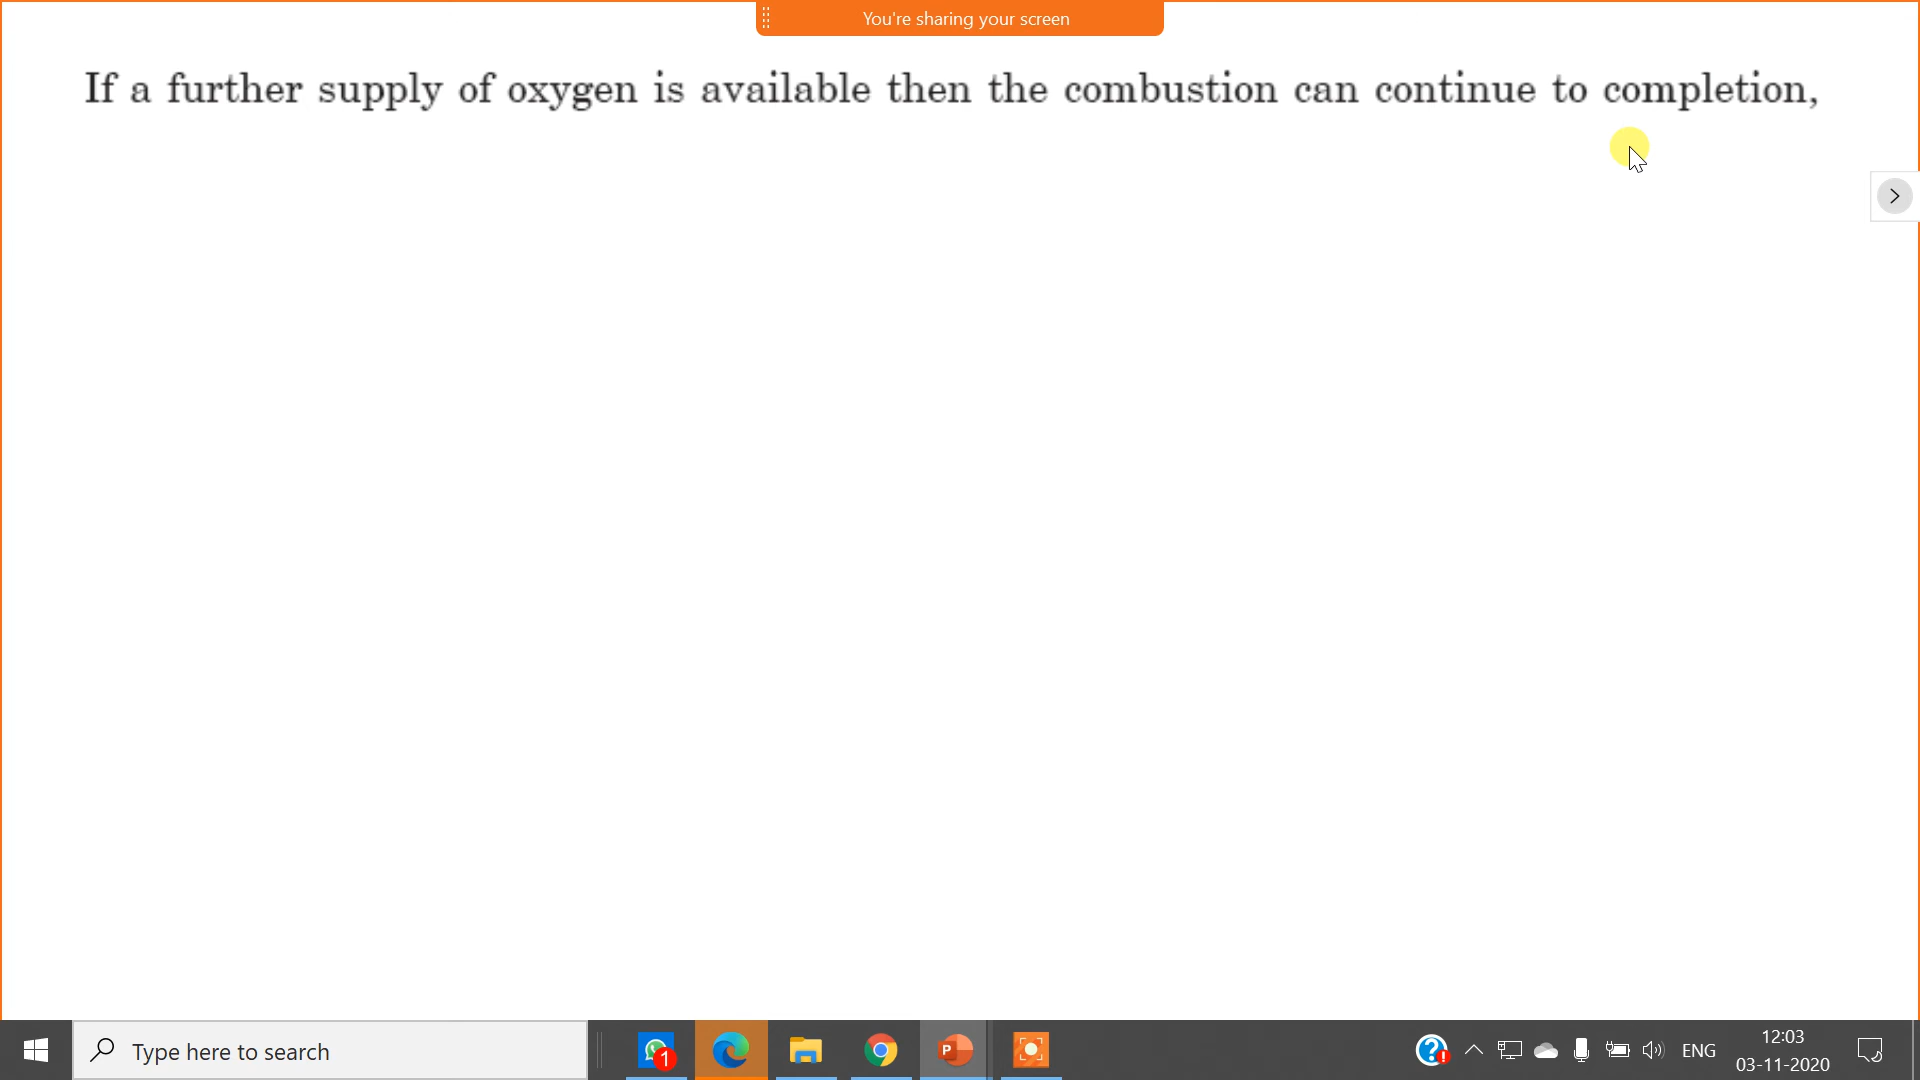 You're sharing your screen
If a further supply of oxygen is available then the combustion can continue to completion,
Type here to search
1
P
ENG
12:03
03-11-2020